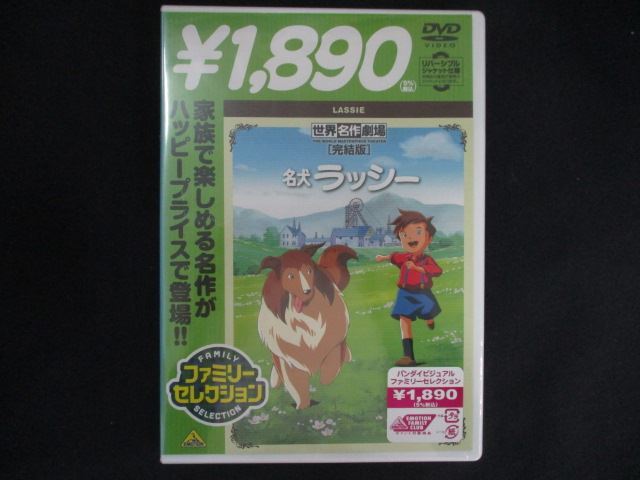 ¥1,890
(5%税込)
DVD
VIDEO
リバーシブル
ジャケット仕様
LASSIE
世界名作劇場
THE WORLD MASTERPIECE THEATER
[完結版]
名犬ラッシー
家族で楽しめる名作が
ハッピープライスで登場!!
FAMILY
ファミリー
セレクション
SELECTION
EMOTION
バンダイビジュアル
ファミリーセレクション
¥1,890
(5%税込)
EMOTION
FAMILY
CLUB
プラ
紙